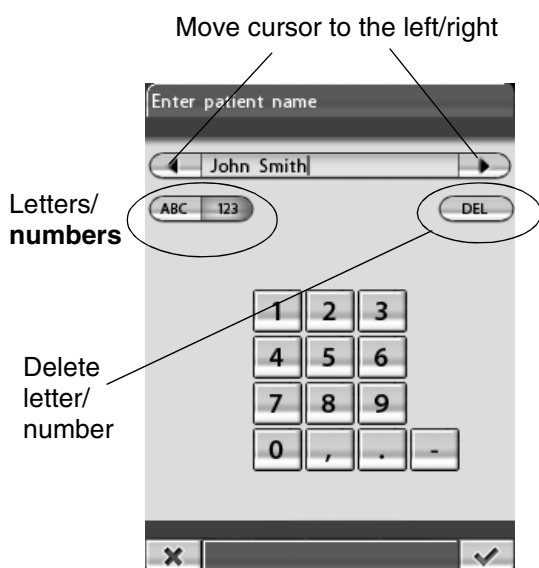 Move cursor to the left/right
Enter patient name
John Smith
Letters/
numbers
ABC 123
DEL
1 2 3
4 5 6
7 8 9
0 , . -
Delete
letter/
number